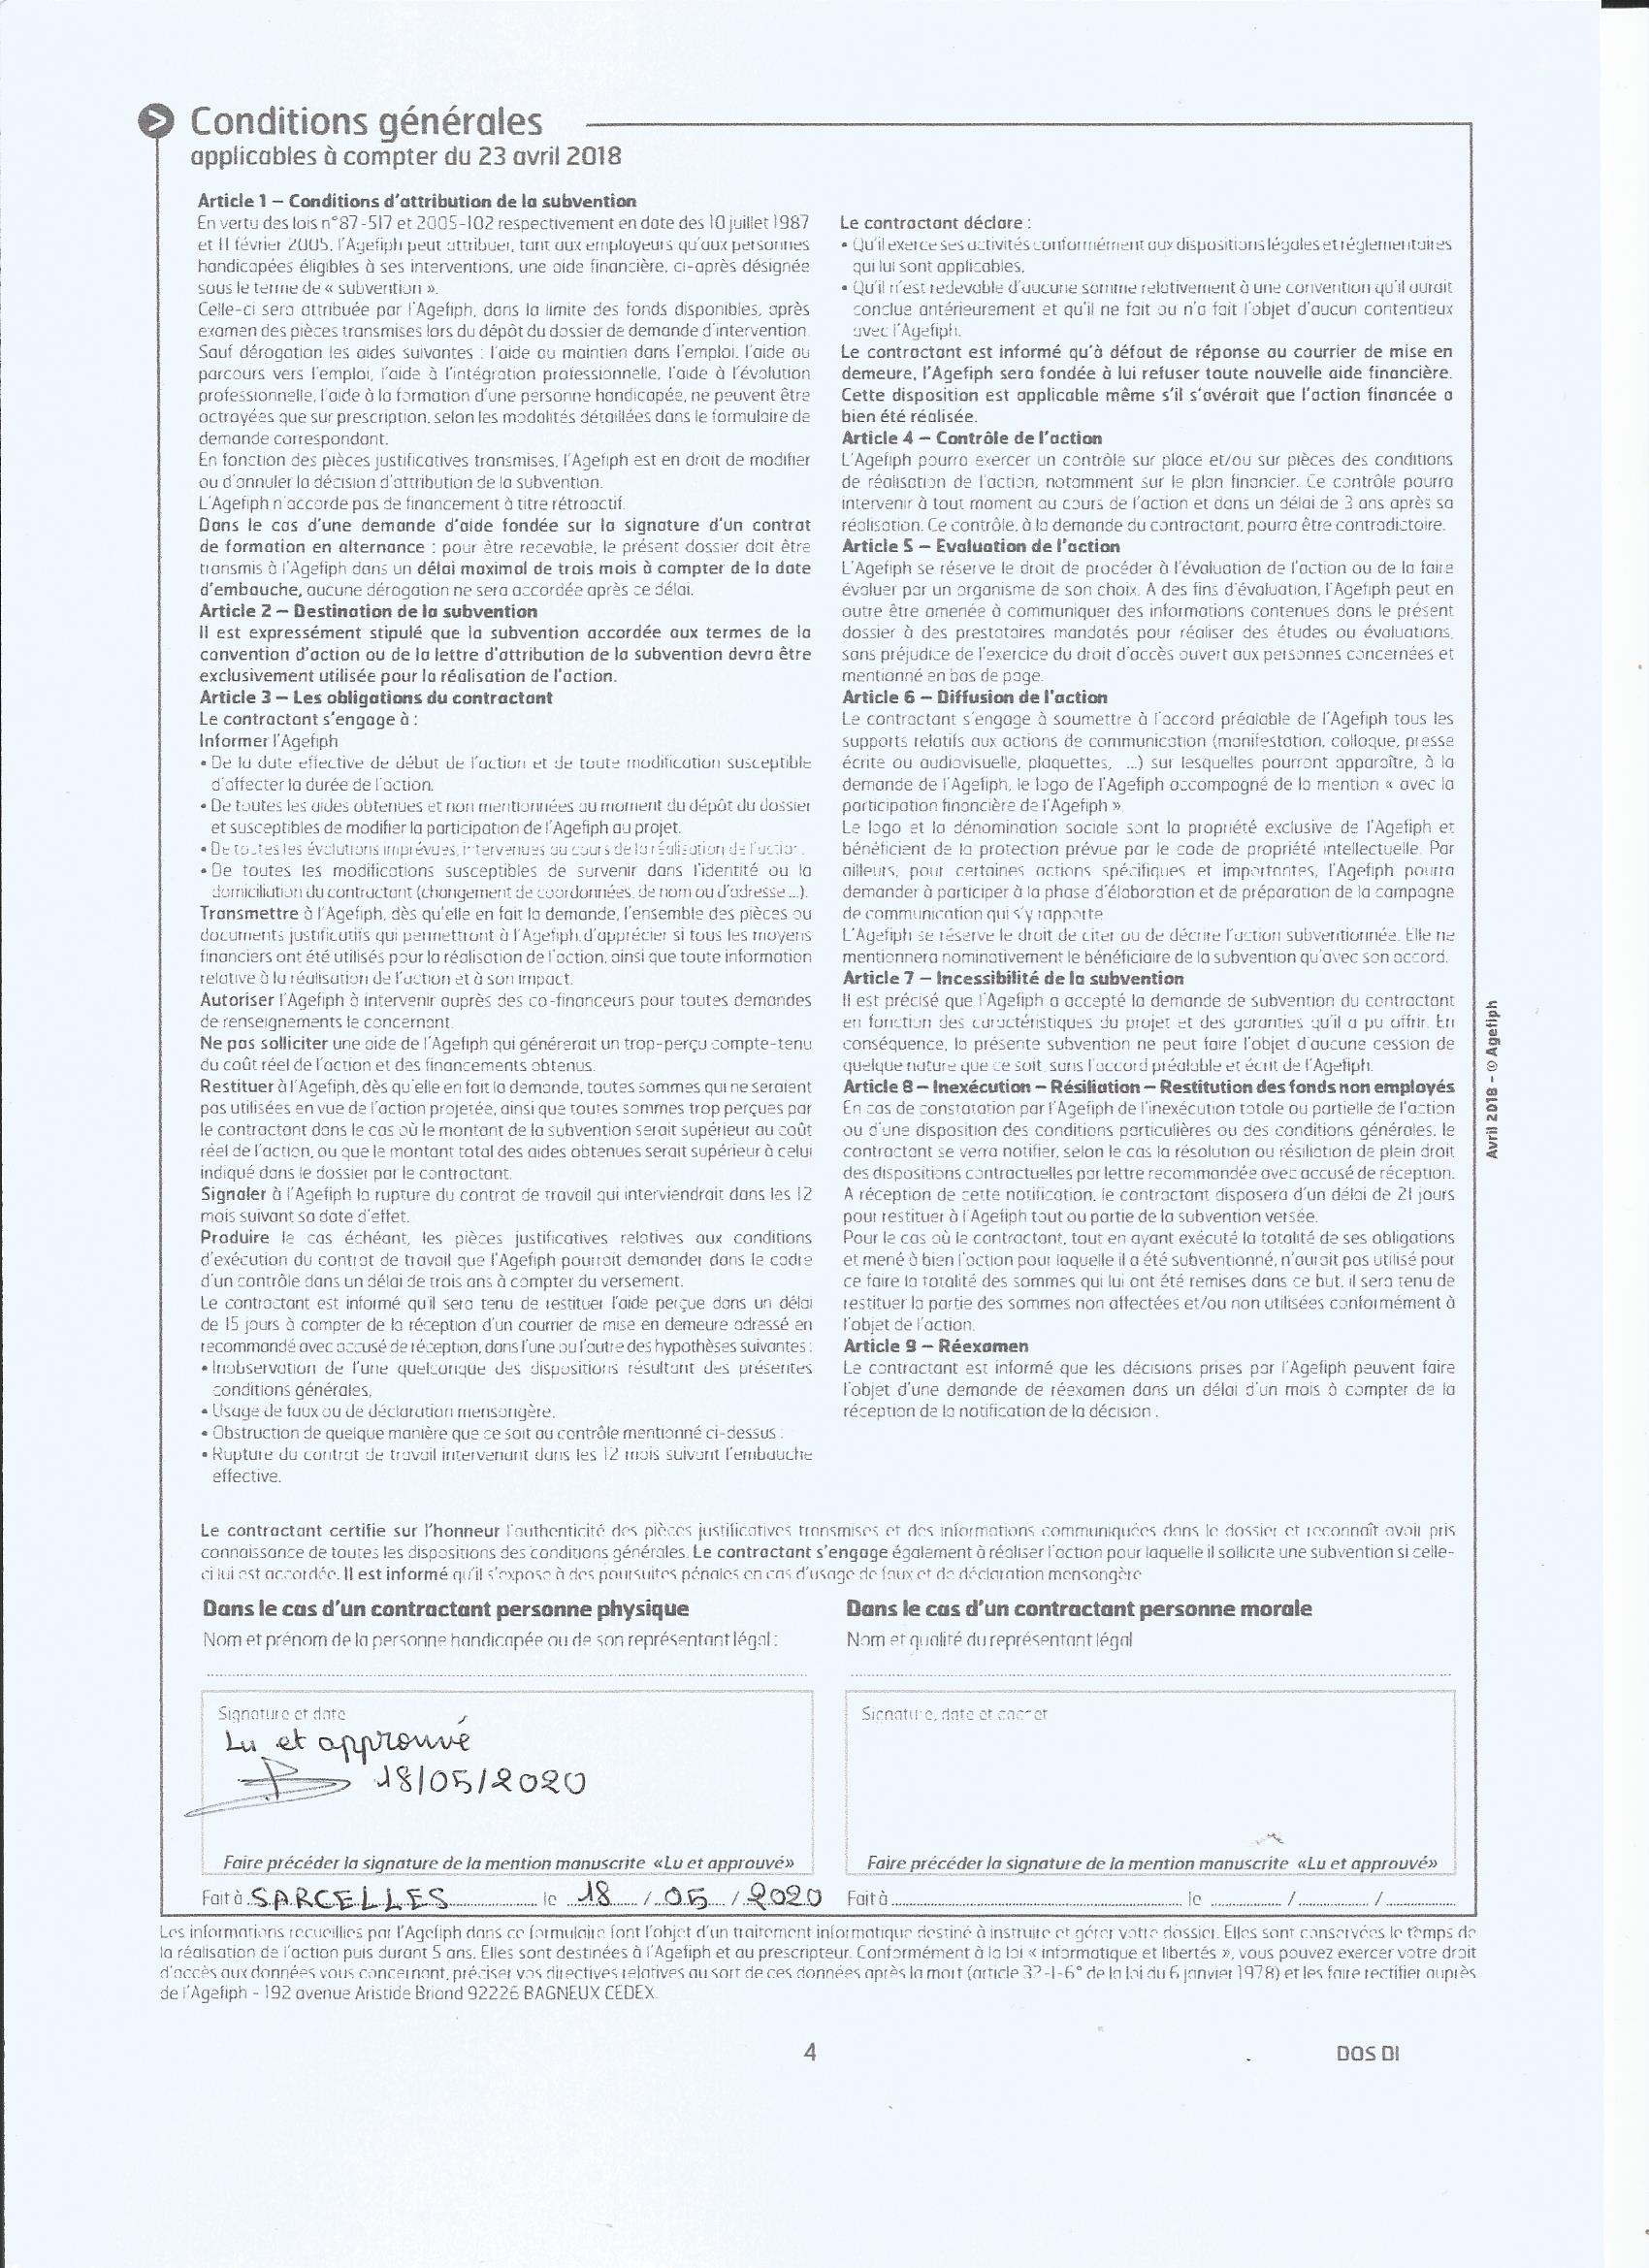 Conditions générales
applicables à compter du 23 avril 2018
Article 1 – Conditions d'attribution de la subvention
En vertu des lois n°87-517 et 2005-102 respectivement en date des 10 juillet 1987
et 11 février 2005, l'Agefiph peut attribuer, tant aux employeurs qu'aux personnes
handicapées éligibles à ses interventions, une aide financière, ci-après désignée
sous le terme de « subvention ».
Celle-ci sera attribuée par l'Agefiph, dans la limite des fonds disponibles, après
examen des pièces transmises lors du dépôt du dossier de demande d'intervention.
Sauf dérogation les aides suivantes : l'aide au maintien dans l'emploi, l'aide au
parcours vers l'emploi, l'aide à l'intégration professionnelle, l'aide à l'évolution
professionnelle, l'aide à la formation d'une personne handicapée, ne peuvent être
octroyées que sur prescription, selon les modalités détaillées dans le formulaire de
demande correspondant.
En fonction des pièces justificatives transmises, l'Agefiph est en droit de modifier
ou d'annuler la décision d'attribution de la subvention.
L'Agefiph n'accorde pas de financement à titre rétroactif.
Dans le cas d'une demande d'aide fondée sur la signature d'un contrat
de formation en alternance : pour être recevable, le présent dossier doit être
transmis à l'Agefiph dans un délai maximal de trois mois à compter de la date
d'embauche, aucune dérogation ne sera accordée après ce délai.
Article 2 – Destination de la subvention
Il est expressément stipulé que la subvention accordée aux termes de la
convention d'action ou de la lettre d'attribution de la subvention devra être
exclusivement utilisée pour la réalisation de l'action.
Article 3 – Les obligations du contractant
Le contractant s'engage à :
Informer l'Agefiph
• De la date effective de début de l'action et de toute modification susceptible
d'affecter la durée de l'action.
• De toutes les aides obtenues et non mentionnées au moment du dépôt du dossier
et susceptibles de modifier la participation de l'Agefiph au projet.
• De toutes les évolutions imprévues, intervenues au cours de la réalisation de l'action.
• De toutes les modifications susceptibles de survenir dans l'identité ou la
domiciliation du contractant (changement de coordonnées, de nom ou d'adresse ...).
Transmettre à l'Agefiph, dès qu'elle en fait la demande, l'ensemble des pièces ou
documents justificatifs qui permettront à l'Agefiph d'apprécier si tous les moyens
financiers ont été utilisés pour la réalisation de l'action, ainsi que toute information
relative à la réalisation de l'action et à son impact.
Autoriser l'Agefiph à intervenir auprès des co-financeurs pour toutes demandes
de renseignements le concernant.
Ne pas solliciter une aide de l'Agefiph qui générerait un trop-perçu compte-tenu
du coût réel de l'action et des financements obtenus.
Restituer à l'Agefiph, dès qu'elle en fait la demande, toutes sommes qui ne seraient
pas utilisées en vue de l'action projetée, ainsi que toutes sommes trop perçues par
le contractant dans le cas où le montant de la subvention serait supérieur au coût
réel de l'action, ou que le montant total des aides obtenues serait supérieur à celui
indiqué dans le dossier par le contractant.
Signaler à l'Agefiph la rupture du contrat de travail qui interviendrait dans les 12
mois suivant sa date d'effet.
Produire le cas échéant, les pièces justificatives relatives aux conditions
d'exécution du contrat de travail que l'Agefiph pourrait demander dans le cadre
d'un contrôle dans un délai de trois ans à compter du versement.
Le contractant est informé qu'il sera tenu de restituer l'aide perçue dans un délai
de 15 jours à compter de la réception d'un courrier de mise en demeure adressé en
recommandé avec accusé de réception, dans l'une ou l'autre des hypothèses suivantes :
• Inobservation de l'une quelconque des dispositions résultant des présentes
conditions générales,
• Usage de faux ou de déclaration mensongère.
• Obstruction de quelque manière que ce soit au contrôle mentionné ci-dessus ;
• Rupture du contrat de travail intervenant dans les 12 mois suivant l'embauche
effective.
Le contractant déclare :
• Qu'il exerce ses activités conformément aux dispositions légales et réglementaires
qui lui sont applicables,
• Qu'il n'est redevable d'aucune somme relativement à une convention qu'il aurait
conclue antérieurement et qu'il ne fait ou n'a fait l'objet d'aucun contentieux
avec l'Agefiph.
Le contractant est informé qu'à défaut de réponse au courrier de mise en
demeure, l'Agefiph sera fondée à lui refuser toute nouvelle aide financière.
Cette disposition est applicable même s'il s'avérait que l'action financée a
bien été réalisée.
Article 4 – Contrôle de l'action
L'Agefiph pourra exercer un contrôle sur place et/ou sur pièces des conditions
de réalisation de l'action, notamment sur le plan financier. Ce contrôle pourra
intervenir à tout moment au cours de l'action et dans un délai de 3 ans après sa
réalisation. Ce contrôle, à la demande du contractant, pourra être contradictoire.
Article 5 – Evaluation de l'action
L'Agefiph se réserve le droit de procéder à l'évaluation de l'action ou de la faire
évaluer par un organisme de son choix. A des fins d'évaluation, l'Agefiph peut en
outre être amenée à communiquer des informations contenues dans le présent
dossier à des prestataires mandatés pour réaliser des études ou évaluations,
sans préjudice de l'exercice du droit d'accès ouvert aux personnes concernées et
mentionné en bas de page.
Article 6 – Diffusion de l'action
Le contractant s'engage à soumettre à l'accord préalable de l'Agefiph tous les
supports relatifs aux actions de communication (manifestation, colloque, presse
écrite ou audiovisuelle, plaquettes, ...) sur lesquelles pourront apparaître, à la
demande de l'Agefiph, le logo de l'Agefiph accompagné de la mention « avec la
participation financière de l'Agefiph ».
Le logo et la dénomination sociale sont la propriété exclusive de l'Agefiph et
bénéficient de la protection prévue par le code de propriété intellectuelle. Par
ailleurs, pour certaines actions spécifiques et importantes, l'Agefiph pourra
demander à participer à la phase d'élaboration et de préparation de la campagne
de communication qui s'y rapporte.
L'Agefiph se réserve le droit de citer ou de décrire l'action subventionnée. Elle ne
mentionnera nominativement le bénéficiaire de la subvention qu'avec son accord.
Article 7 – Incessibilité de la subvention
Il est précisé que l'Agefiph a accepté la demande de subvention du contractant
en fonction des caractéristiques du projet et des garanties qu'il a pu offrir. En
conséquence, la présente subvention ne peut faire l'objet d'aucune cession de
quelque nature que ce soit, sans l'accord préalable et écrit de l'Agefiph.
Article 8 – Inexécution – Résiliation – Restitution des fonds non employés
En cas de constatation par l'Agefiph de l'inexécution totale ou partielle de l'action
ou d'une disposition des conditions particulières ou des conditions générales, le
contractant se verra notifier, selon le cas la résolution ou résiliation de plein droit
des dispositions contractuelles par lettre recommandée avec accusé de réception.
A réception de cette notification, le contractant disposera d'un délai de 21 jours
pour restituer à l'Agefiph tout ou partie de la subvention versée.
Pour le cas où le contractant, tout en ayant exécuté la totalité de ses obligations
et mené à bien l'action pour laquelle il a été subventionné, n'aurait pas utilisé pour
ce faire la totalité des sommes qui lui ont été remises dans ce but, il sera tenu de
restituer la partie des sommes non affectées et/ou non utilisées conformément à
l'objet de l'action.
Article 9 – Réexamen
Le contractant est informé que les décisions prises par l'Agefiph peuvent faire
l'objet d'une demande de réexamen dans un délai d'un mois à compter de la
réception de la notification de la décision .
Avril 2018 - © Agefiph
Le contractant certifie sur l'honneur l'authenticité des pièces justificatives transmises et des informations communiquées dans le dossier et reconnaît avoir pris
connaissance de toutes les dispositions des conditions générales. Le contractant s'engage également à réaliser l'action pour laquelle il sollicite une subvention si celle-
ci lui est accordée. Il est informé qu'il s'expose à des poursuites pénales en cas d'usage de faux et de déclaration mensongère
Dans le cas d'un contractant personne physique
Nom et prénom de la personne handicapée ou de son représentant légal :
Signature et date
Lu et approuvé
18/05/2020
Faire précéder la signature de la mention manuscrite «Lu et approuvé»
Fait à SARCELLES le 18 / 05 / 2020
Dans le cas d'un contractant personne morale
Nom et qualité du représentant légal
Signature, date et cachet
Faire précéder la signature de la mention manuscrite «Lu et approuvé»
Fait à le / /
Les informations recueillies par l'Agefiph dans ce formulaire font l'objet d'un traitement informatique destiné à instruire et gérer votre dossier. Elles sont conservées le temps de
la réalisation de l'action puis durant 5 ans. Elles sont destinées à l'Agefiph et au prescripteur. Conformément à la loi « informatique et libertés », vous pouvez exercer votre droit
d'accès aux données vous concernant, préciser vos directives relatives au sort de ces données après la mort (article 32-I-6° de la loi du 6 janvier 1978) et les faire rectifier auprès
de l'Agefiph - 192 avenue Aristide Briand 92226 BAGNEUX CEDEX.
4
DOS DI